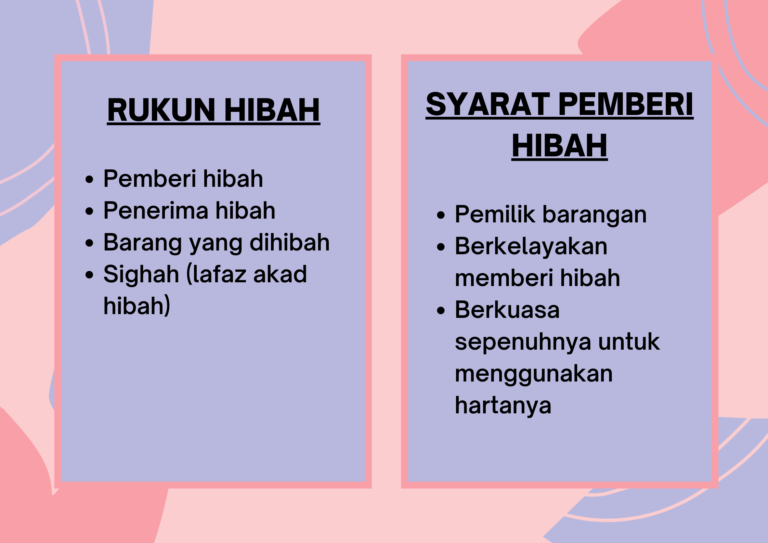 RUKUN HIBAH
• Pemberi hibah
• Penerima hibah
• Barang yang dihibah
• Sighah (lafaz akad
hibah)
SYARAT PEMBERI
HIBAH
• Pemilik barangan
• Berkelayakan
memberi hibah
• Berkuasa
sepenuhnya untuk
menggunakan
hartanya